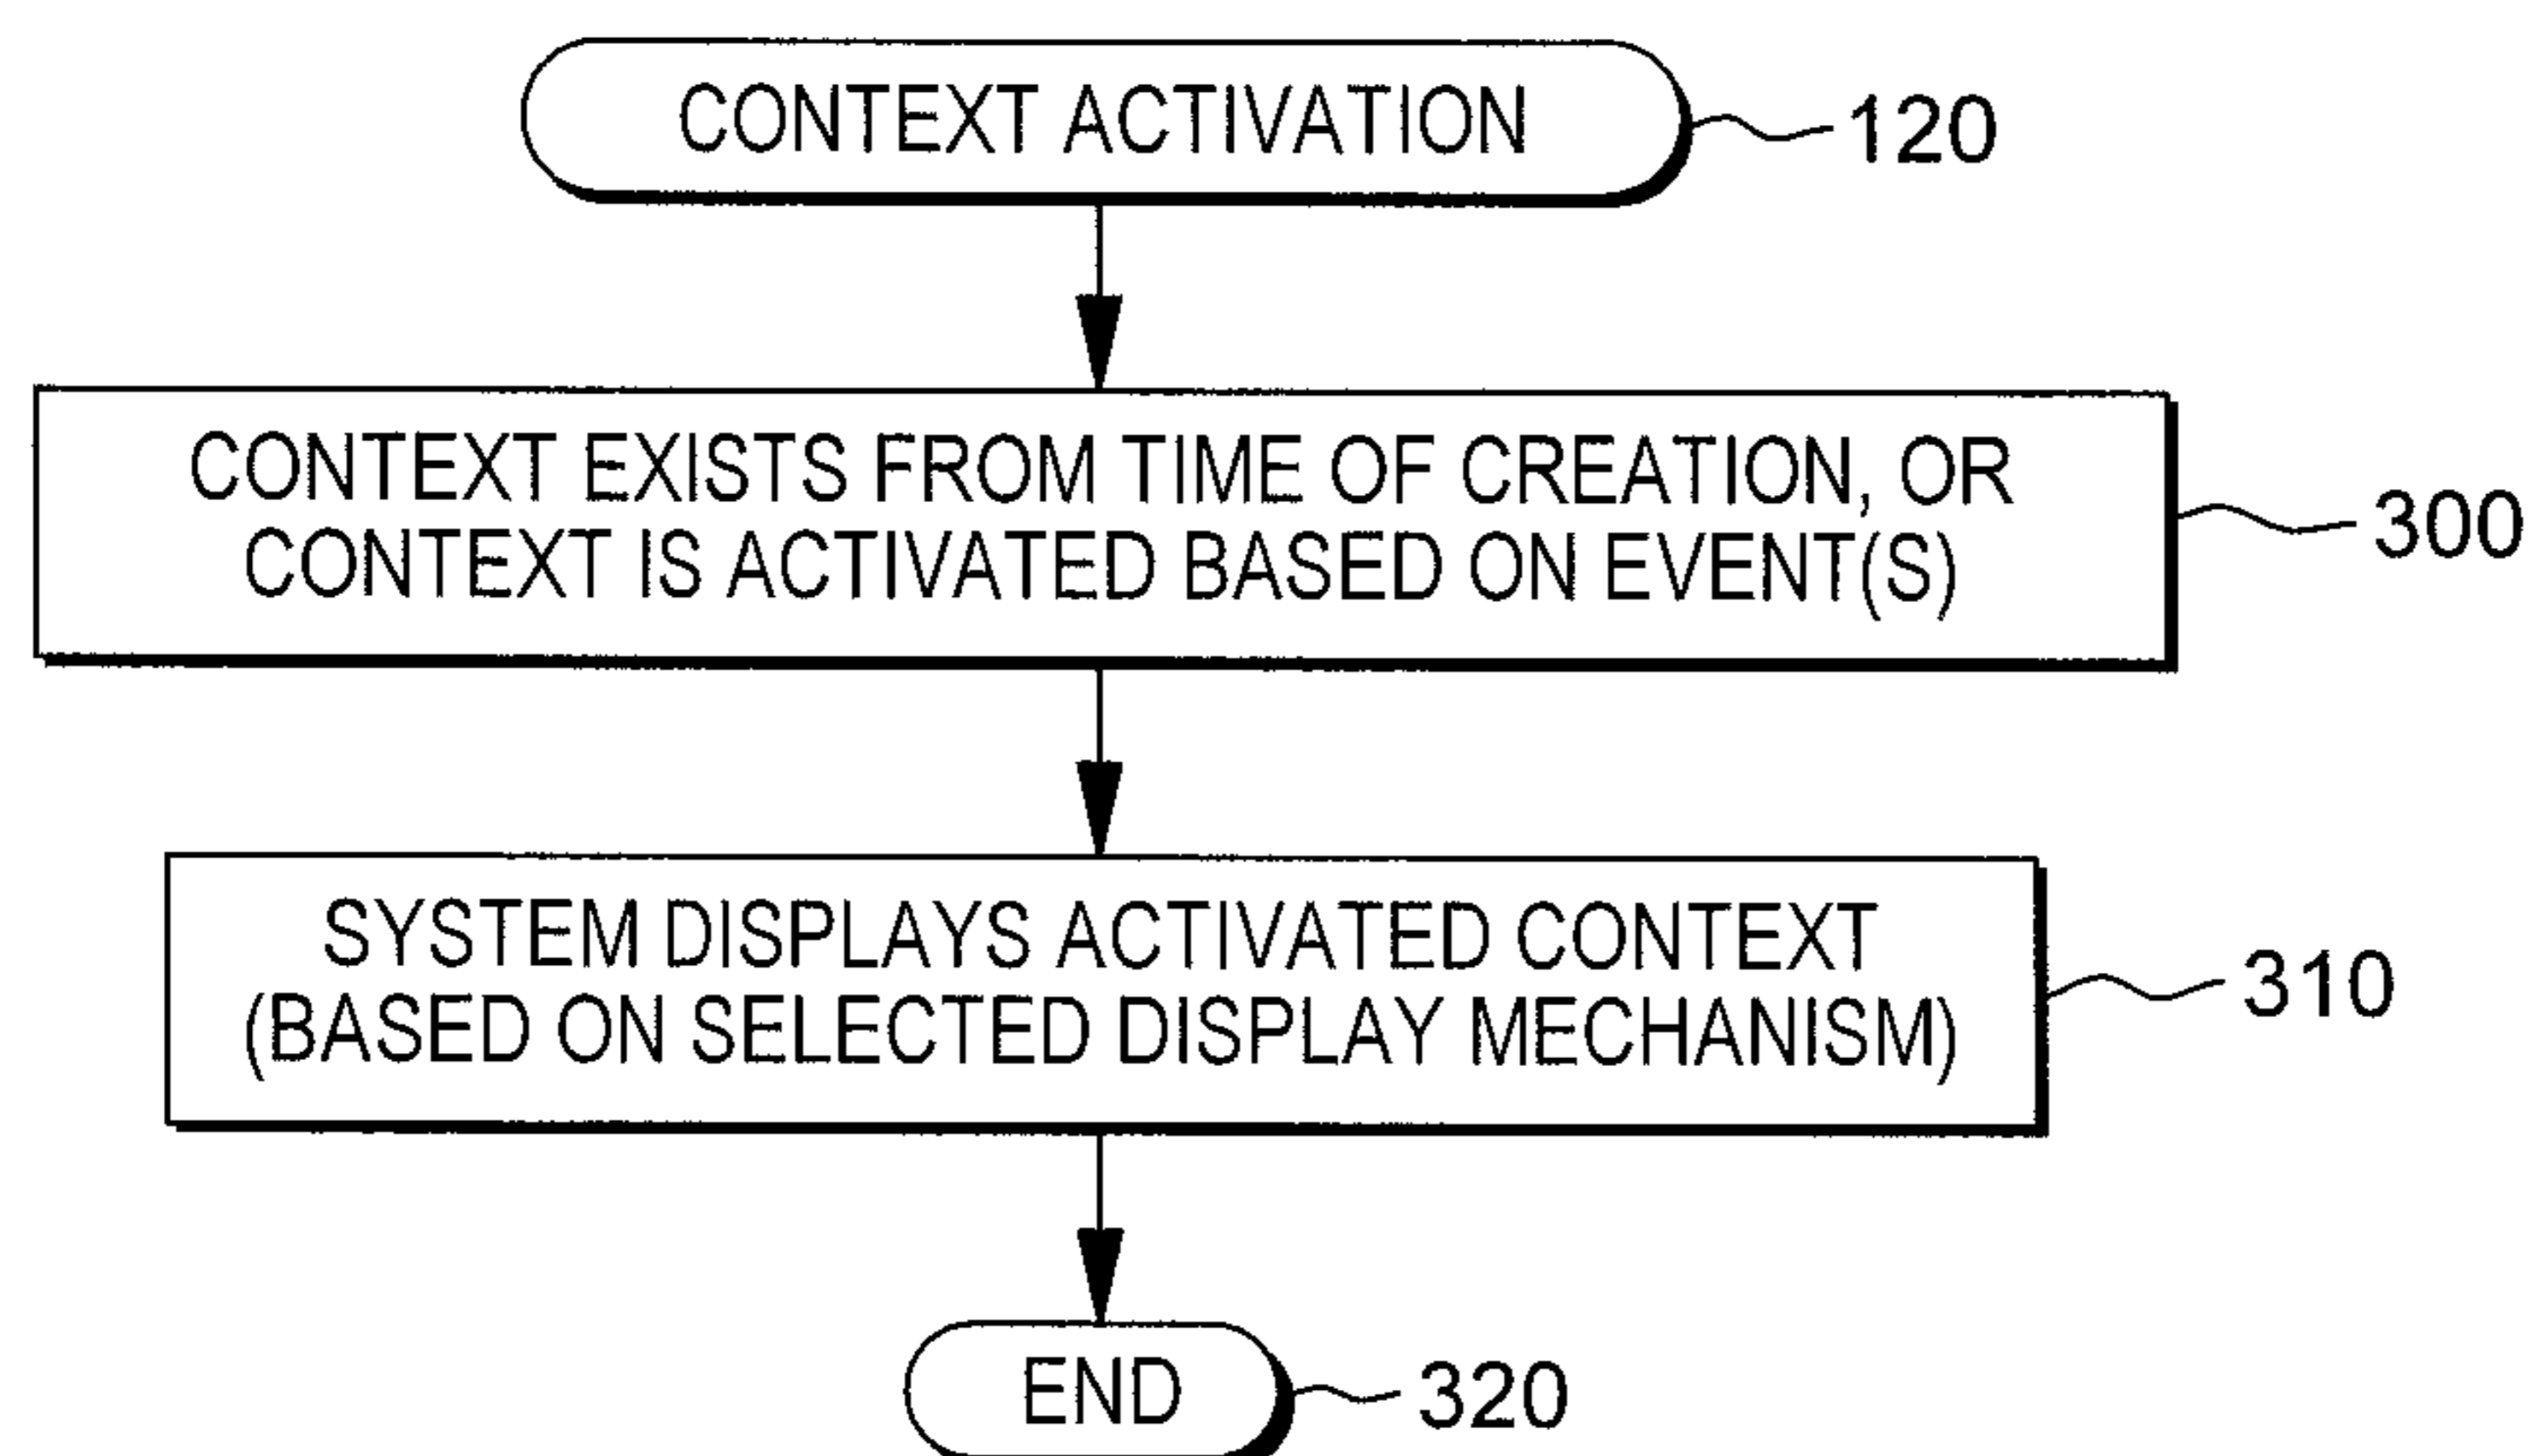 CONTEXT ACTIVATION
120
CONTEXT EXISTS FROM TIME OF CREATION, OR
CONTEXT IS ACTIVATED BASED ON EVENT(S)
300
SYSTEM DISPLAYS ACTIVATED CONTEXT
(BASED ON SELECTED DISPLAY MECHANISM)
310
END
320